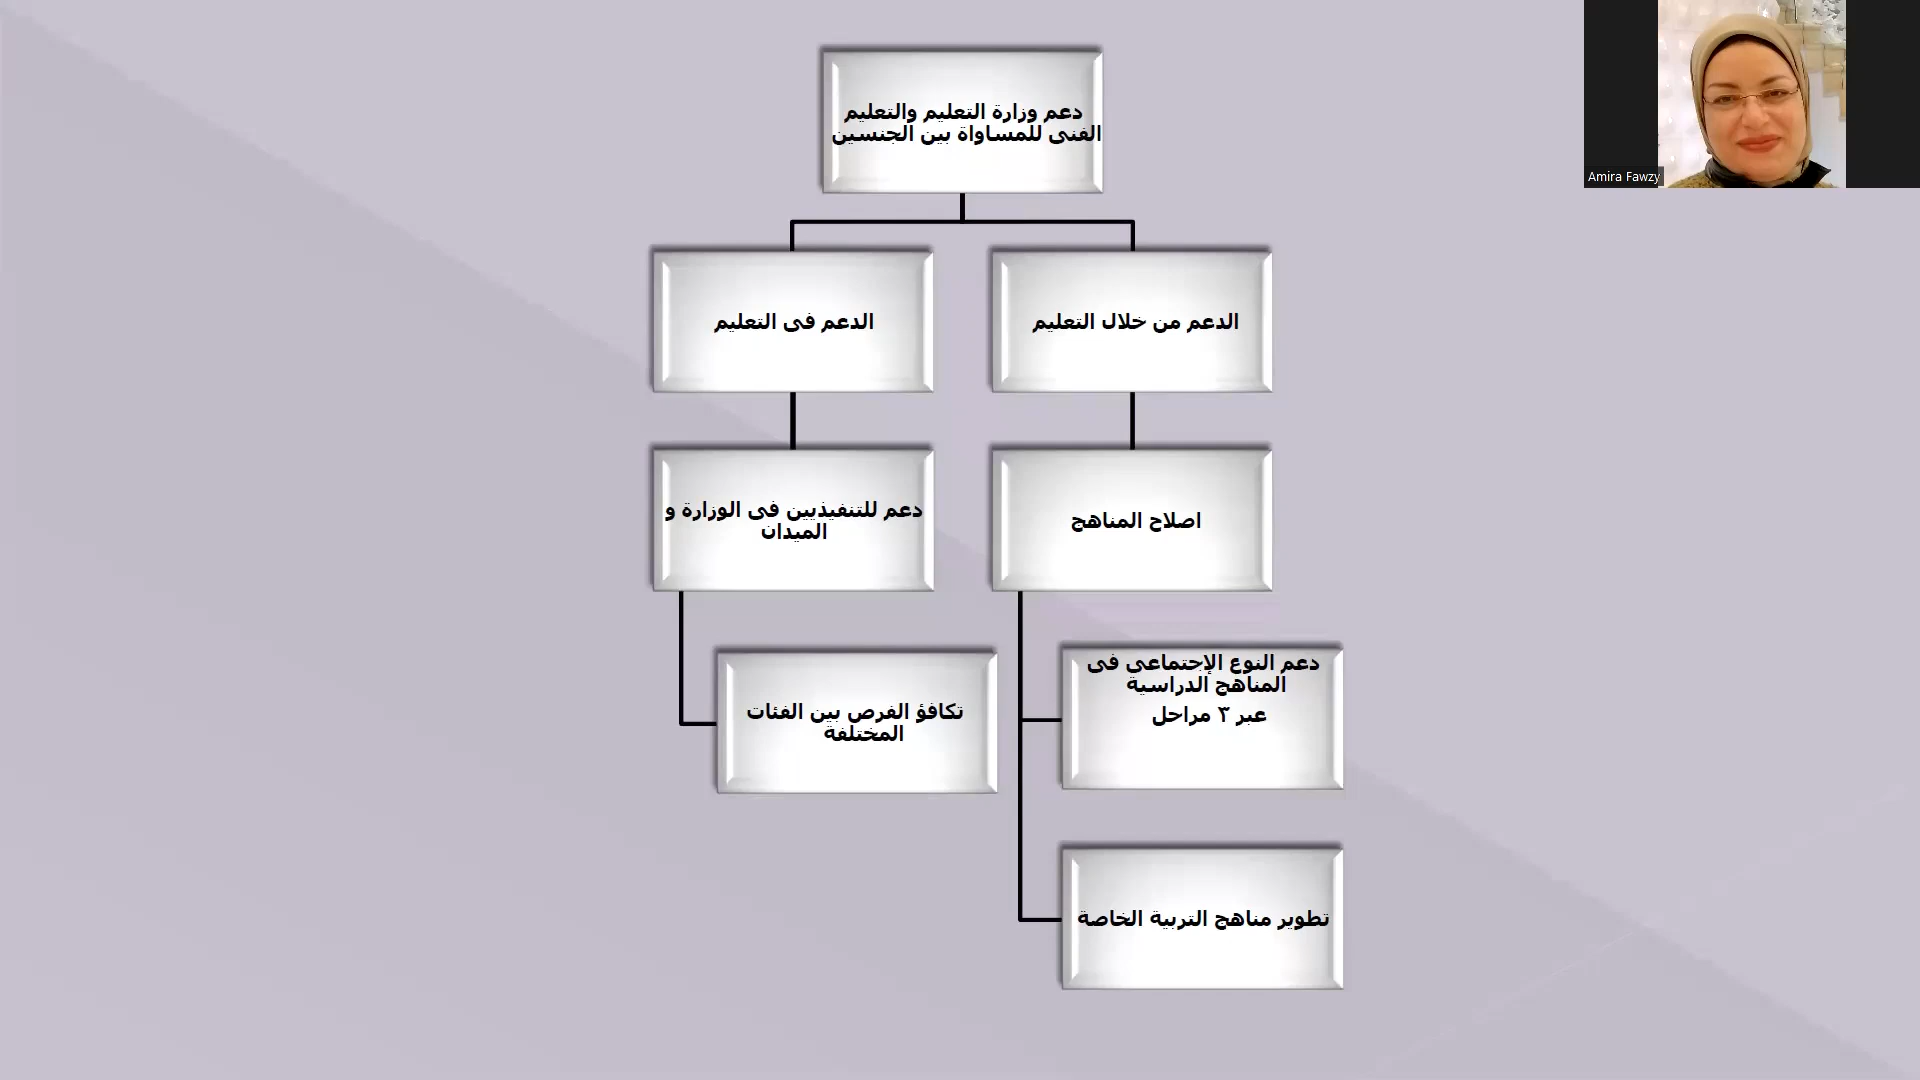 دعم وزارة التعليم والتعليم
الفنى للمساواة بين الجنسين
الدعم من خلال التعليم
الدعم فى التعليم
اصلاح المناهج
دعم للتنفيذيين فى الوزارة و
الميدان
دعم النوع الإجتماعى فى
المناهج الدراسية
عبر ٣ مراحل
تكافؤ الفرص بين الفئات
المختلفة
تطوير مناهج التربية الخاصة
Amira Fawzy